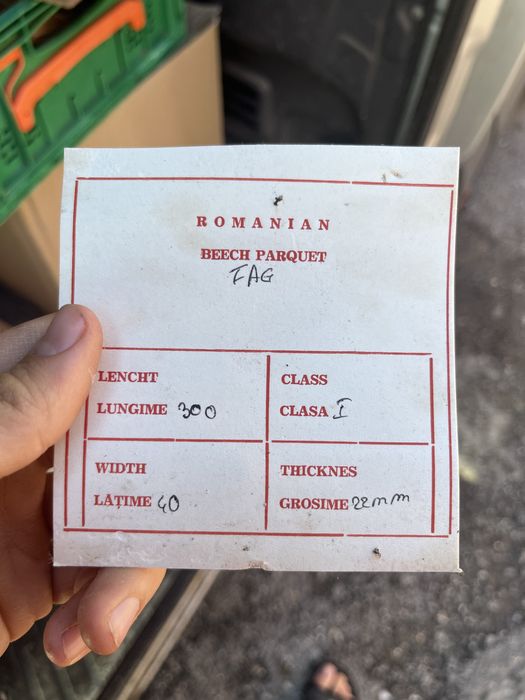 ROMANIAN
BEECH PARQUET
FAG
LENCHT
LUNGIME 300
CLASS
CLASA I
WIDTH
LAȚIME 40
THICKNES
GROSIME 22mm